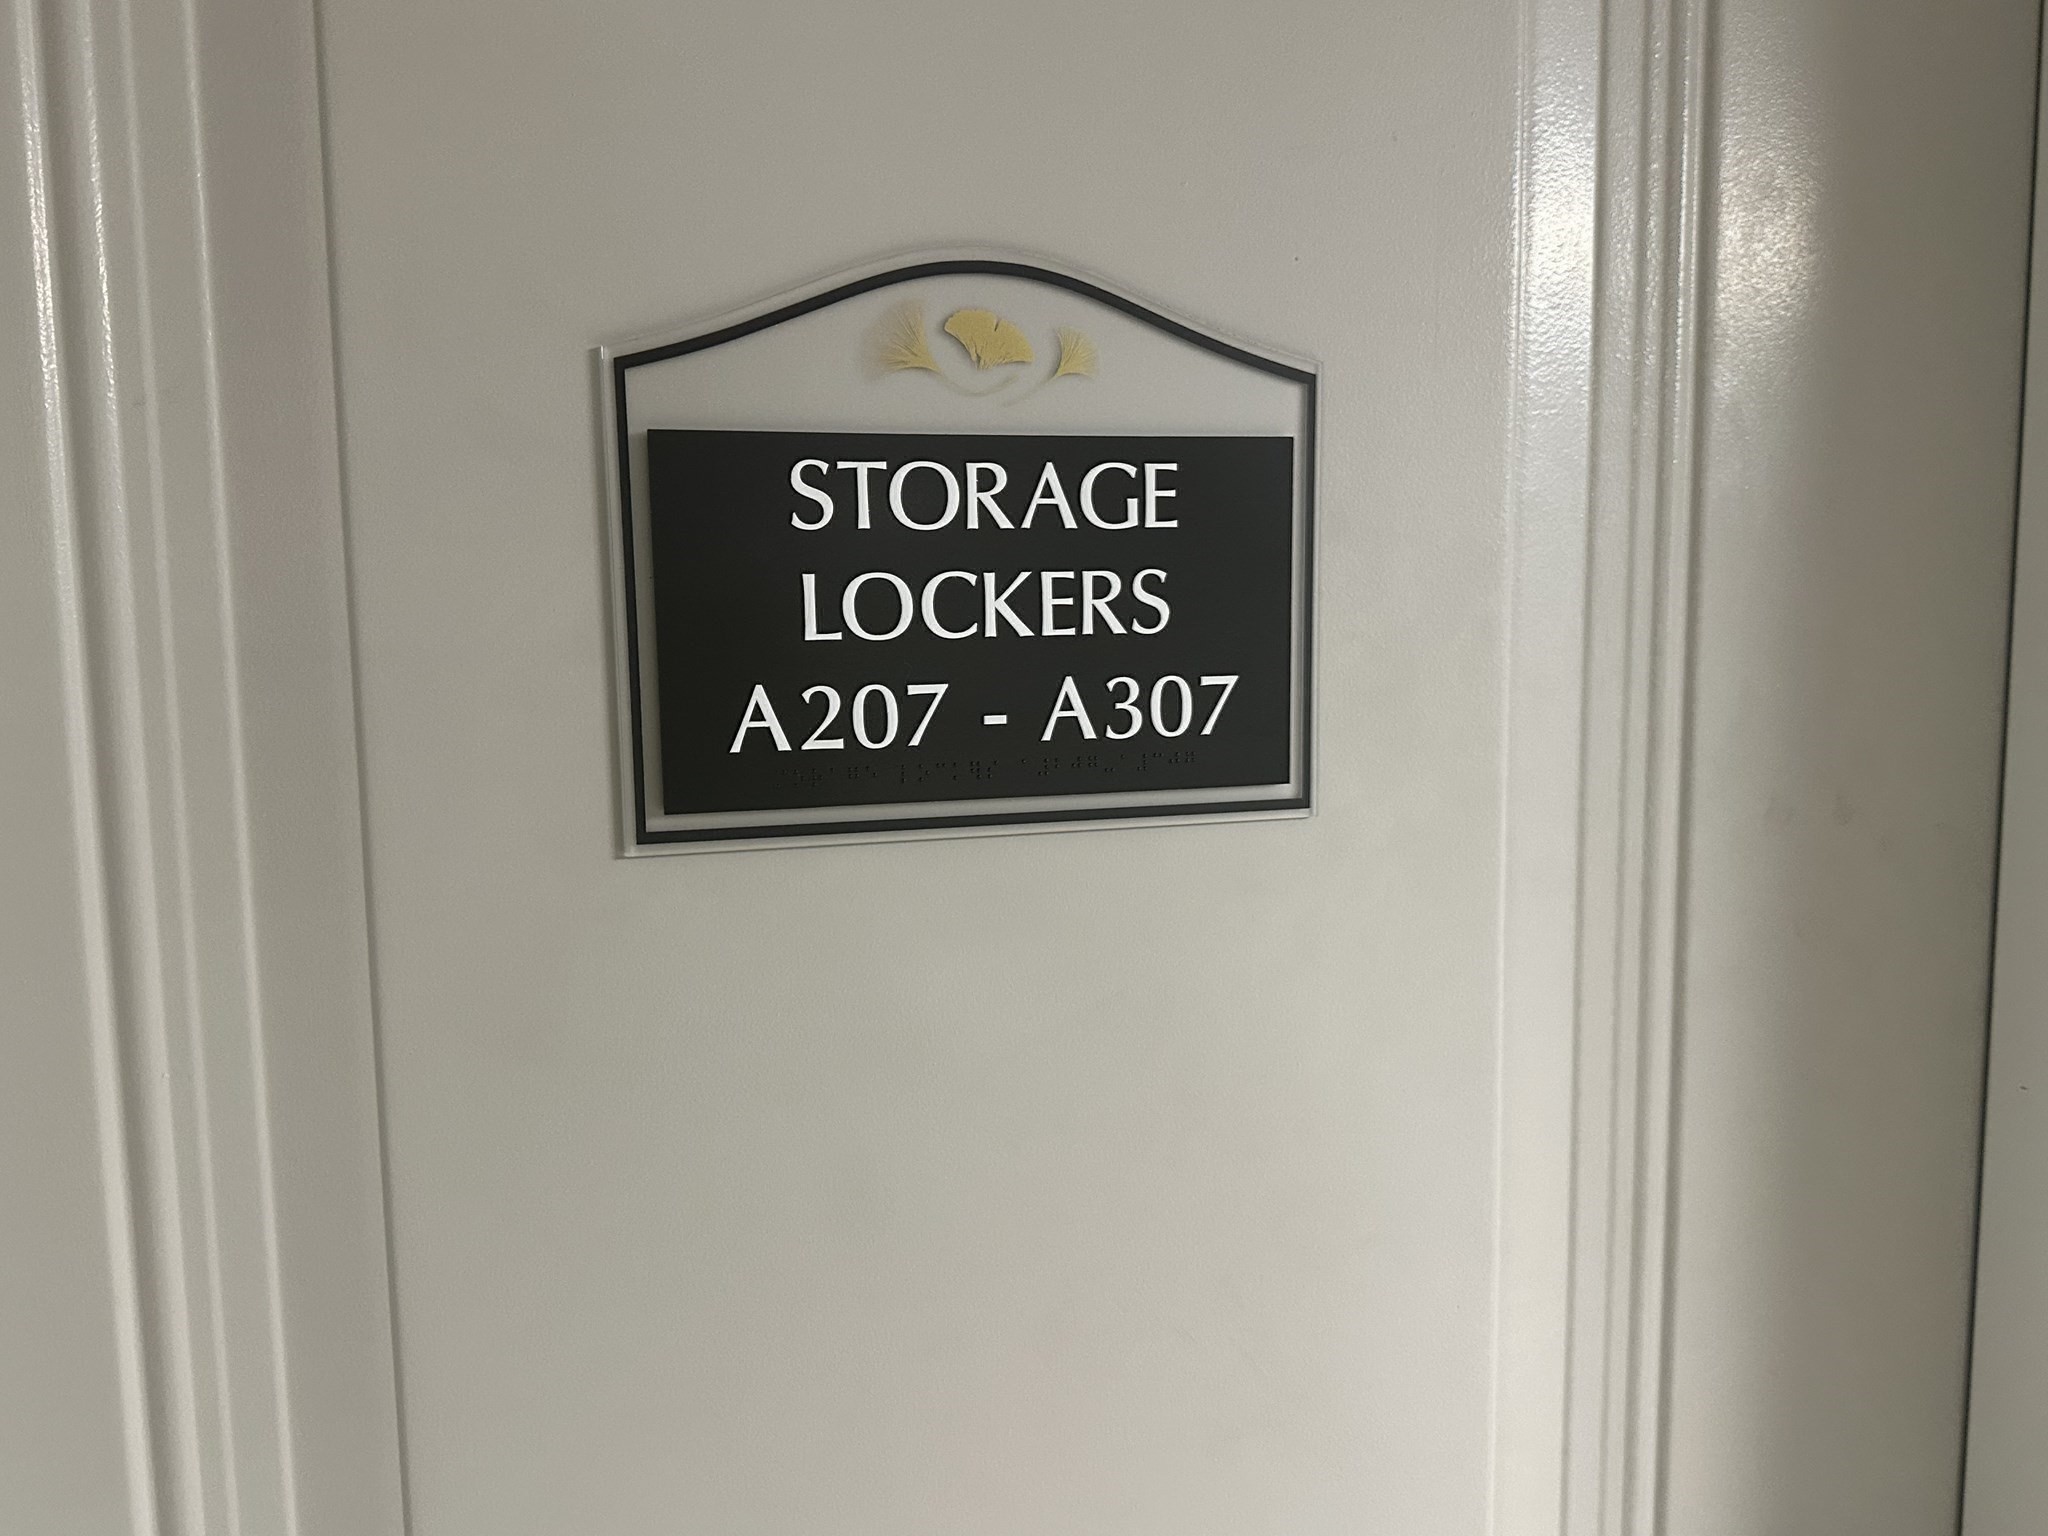 STORAGE
LOCKERS
A207 - A307